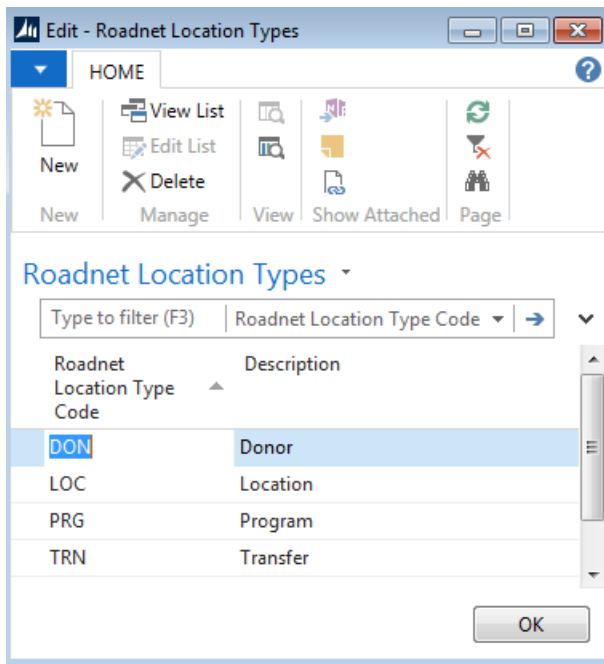 Edit - Roadnet Location Types
HOME
New
View List
Edit List
Delete
New
Manage
View
Show Attached
Page
Roadnet Location Types
Type to filter (F3)
Roadnet Location Type Code
Roadnet
Location Type
Code
Description
DON
Donor
LOC
Location
PRG
Program
TRN
Transfer
OK